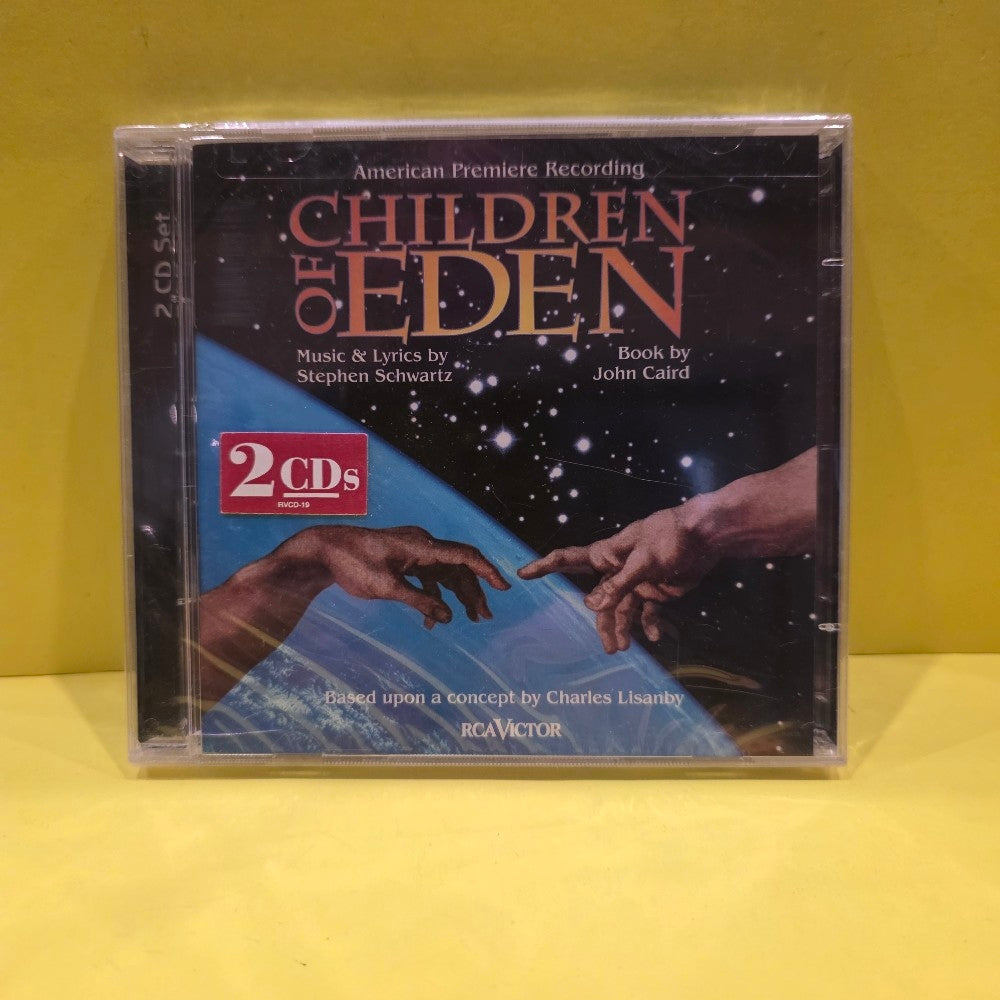 American Premiere Recording
CHILDREN
OF EDEN
Music & Lyrics by
Stephen Schwartz
Book by
John Caird
2 CD Set
2 CDs
RVCD-19
Based upon a concept by Charles Lisanby
RCA VICTOR